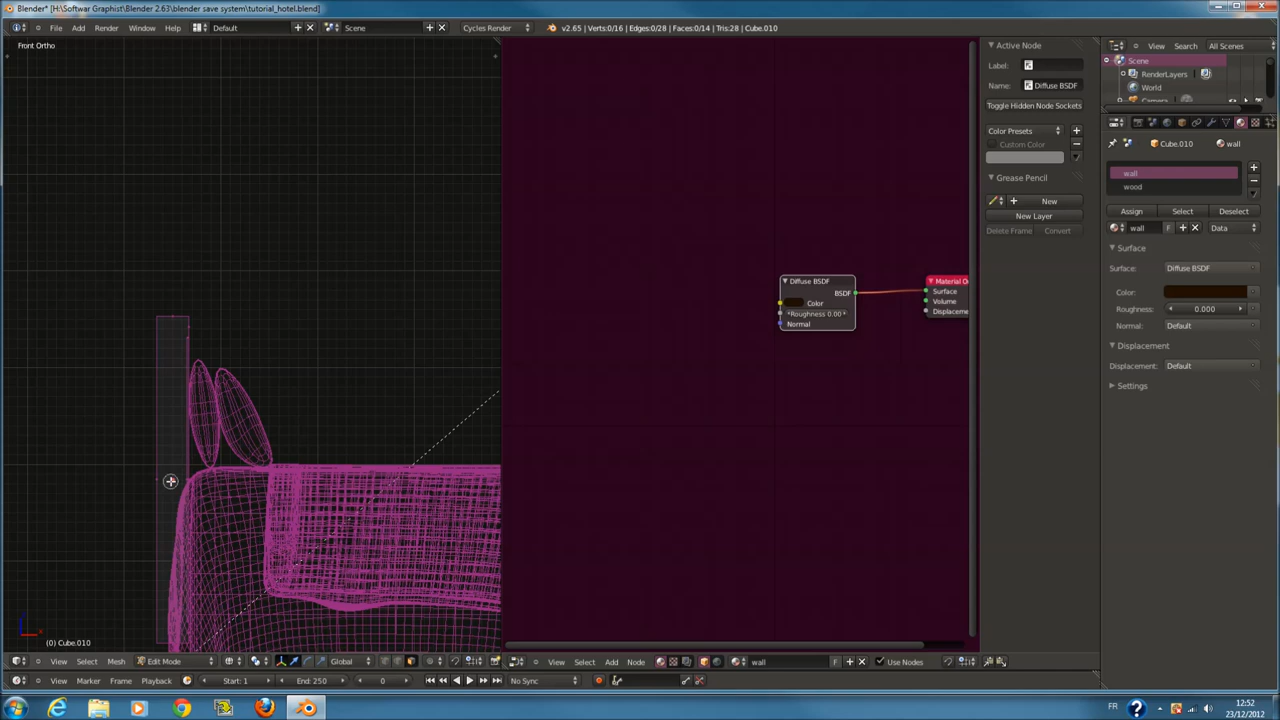 Blender* [H:\Softwar Graphist\Blender 2.63\blender save system\tutorial_hotel.blend]
File Add Render Window Help Default Scene Cycles Render v2.65 | Verts:0/16 | Edges:0/28 | Faces:0/14 | Tris:28 | Cube.010
Front Ortho
(0) Cube.010
View Select Mesh Edit Mode Global
Diffuse BSDF
BSDF
Color
Roughness 0.00
Normal
Material O
Surface
Volume
Displaceme
View Select Add Node wall F Use Nodes
Active Node
Label:
Name: Diffuse BSDF
Toggle Hidden Node Sockets
Color Presets
Custom Color
Grease Pencil
New
New Layer
Delete Frame Convert
View Search All Scenes
Scene
RenderLayers
World
Camera
Cube.010 wall
wall
wood
Assign Select Deselect
wall F Data
Surface
Surface: Diffuse BSDF
Color:
Roughness: 0.000
Normal: Default
Displacement
Displacement: Default
Settings
View Marker Frame Playback Start: 1 End: 250 0 No Sync
FR 12:52
23/12/2012